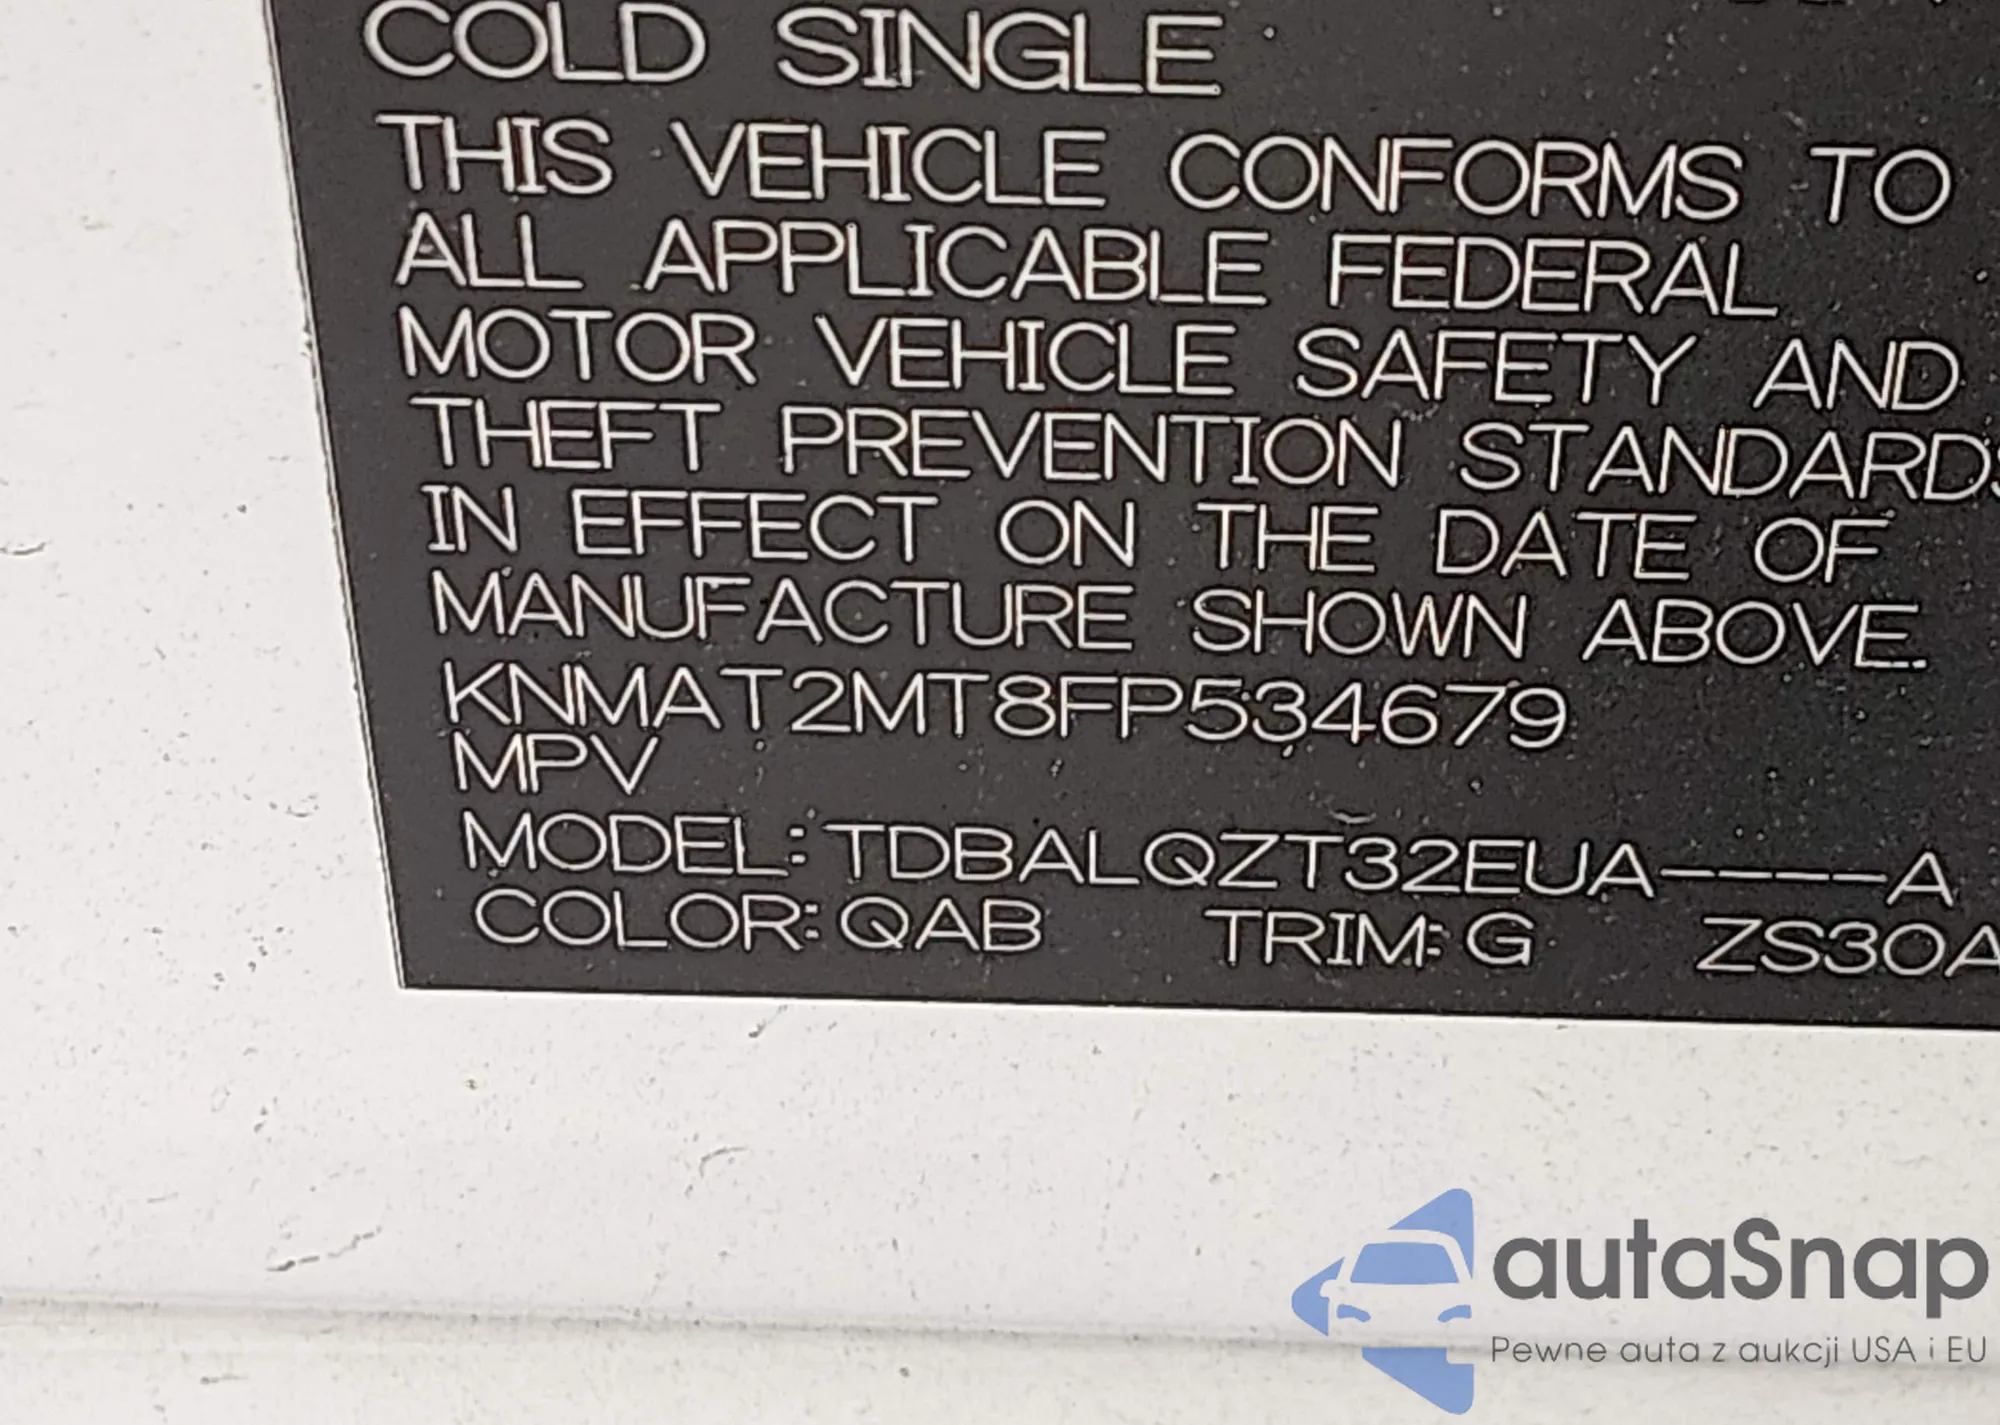 COLD SINGLE
THIS VEHICLE CONFORMS TO
ALL APPLICABLE FEDERAL
MOTOR VEHICLE SAFETY AND
THEFT PREVENTION STANDARDS
IN EFFECT ON THE DATE OF
MANUFACTURE SHOWN ABOVE.
KNMAT2MT8FP534679
MPV
MODEL:TDBALQZT32EUA----A
COLOR:QAB TRIM:G ZS30A
autaSnap
Pewne auta z aukcji USA i EU